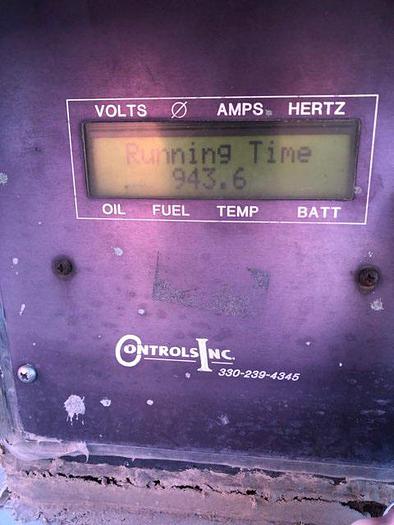 VOLTS Ø AMPS HERTZ
Running Time
943.6
OIL FUEL TEMP BATT
CONTROLS INC.
330-239-4345